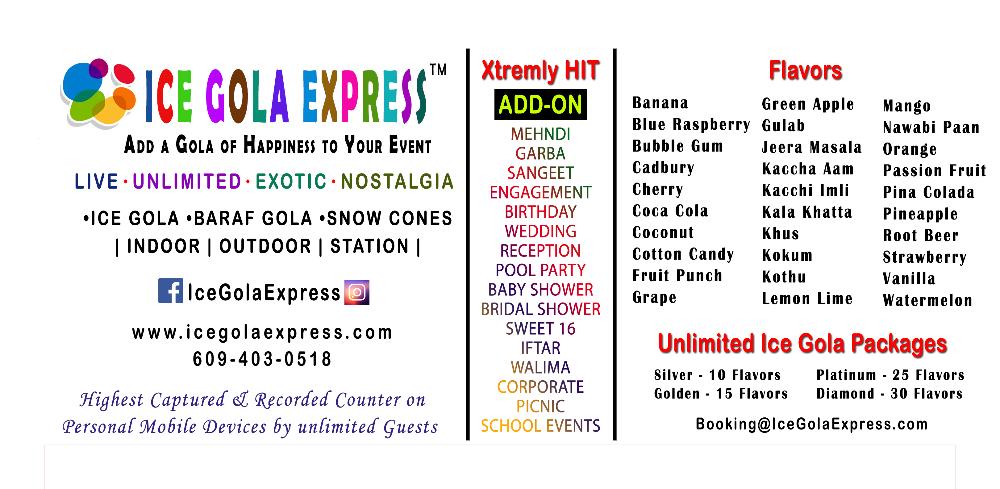 ICE GOLA EXPRESS™
ADD A GOLA OF HAPPINESS TO YOUR EVENT
LIVE • UNLIMITED • EXOTIC • NOSTALGIA
•ICE GOLA •BARAF GOLA •SNOW CONES
| INDOOR | OUTDOOR | STATION |
f IceGolaExpress
www.icegolaexpress.com
609-403-0518
Highest Captured & Recorded Counter on
Personal Mobile Devices by unlimited Guests
Xtremly HIT
ADD-ON
MEHNDI
GARBA
SANGEET
ENGAGEMENT
BIRTHDAY
WEDDING
RECEPTION
POOL PARTY
BABY SHOWER
BRIDAL SHOWER
SWEET 16
IFTAR
WALIMA
CORPORATE
PICNIC
SCHOOL EVENTS
Flavors
Banana
Blue Raspberry
Bubble Gum
Cadbury
Cherry
Coca Cola
Coconut
Cotton Candy
Fruit Punch
Grape
Green Apple
Gulab
Jeera Masala
Kaccha Aam
Kacchi Imli
Kala Khatta
Khus
Kokum
Kothu
Lemon Lime
Mango
Nawabi Paan
Orange
Passion Fruit
Pina Colada
Pineapple
Root Beer
Strawberry
Vanilla
Watermelon
Unlimited Ice Gola Packages
Silver - 10 Flavors Platinum - 25 Flavors
Golden - 15 Flavors Diamond - 30 Flavors
Booking@IceGolaExpress.com